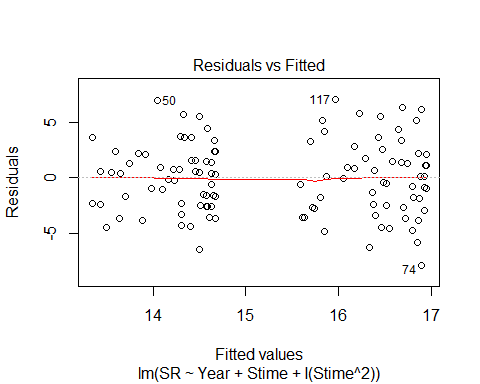 Residuals vs Fitted
Residuals
5
0
-5
50
117
74
14
15
16
17
Fitted values
lm(SR ~ Year + Stime + I(Stime^2))